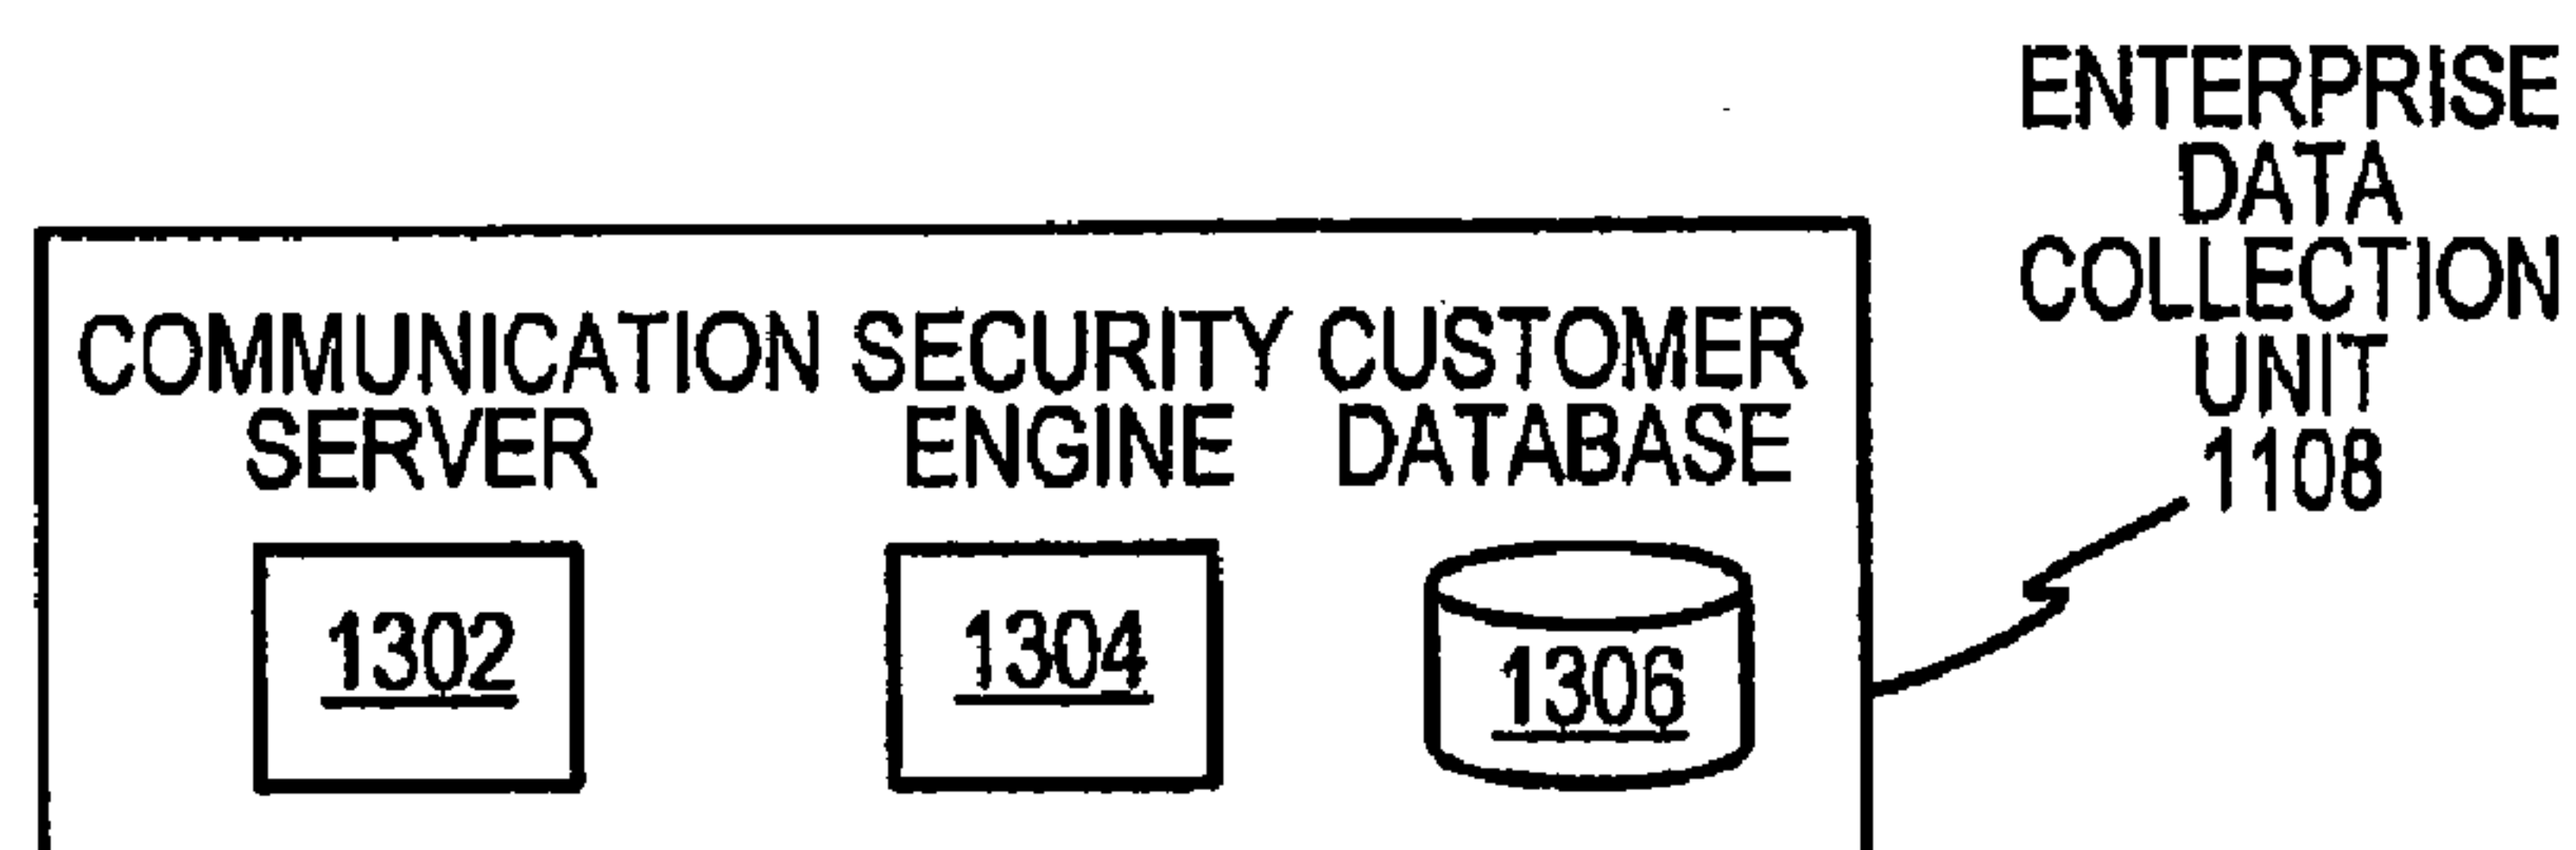 ENTERPRISE
DATA
COLLECTION
UNIT
1108
COMMUNICATION SECURITY CUSTOMER
SERVER ENGINE DATABASE
1302 1304 1306